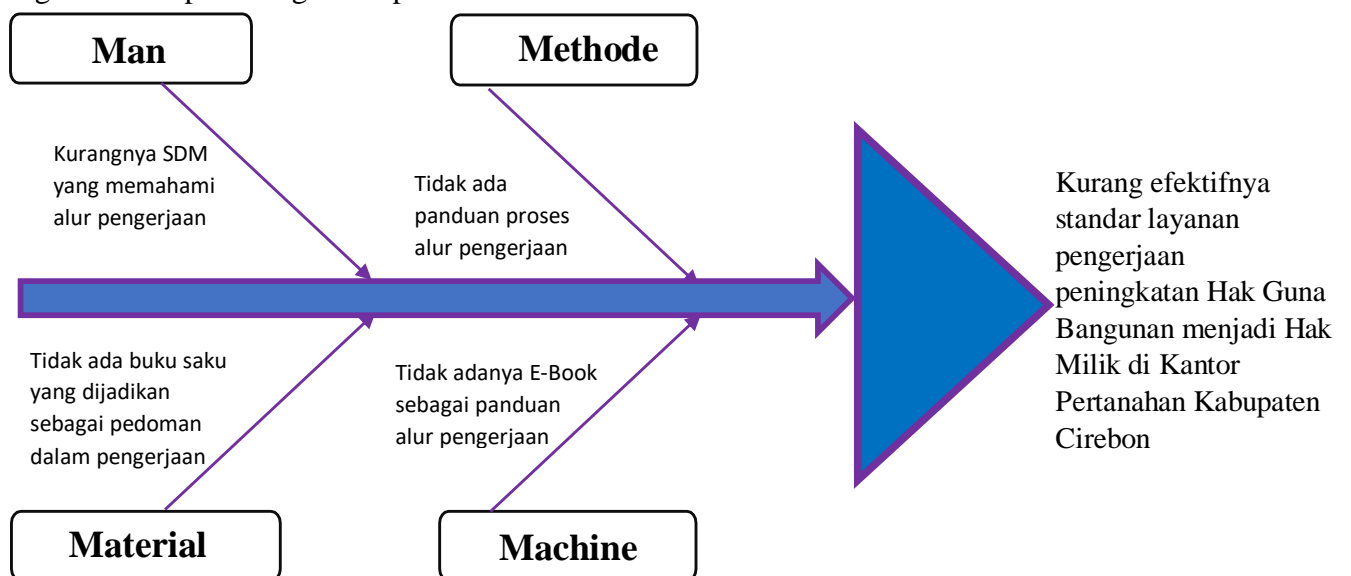 Man
Methode
Kurangnya SDM
yang memahami
alur pengerjaan
Tidak ada
panduan proses
alur pengerjaan
Kurang efektifnya
standar layanan
pengerjaan
peningkatan Hak Guna
Bangunan menjadi Hak
Milik di Kantor
Pertanahan Kabupaten
Cirebon
Tidak ada buku saku
yang dijadikan
sebagai pedoman
dalam pengerjaan
Tidak adanya E-Book
sebagai panduan
alur pengerjaan
Material
Machine